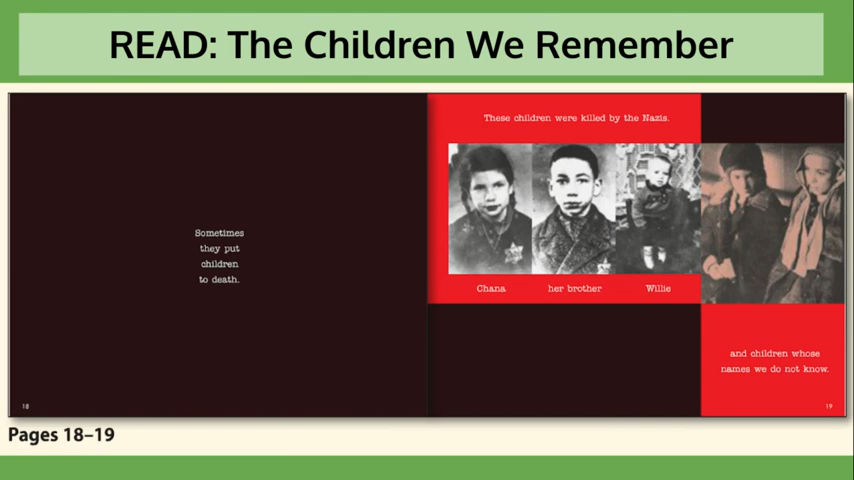 READ: The Children We Remember
Sometimes
they put
children
to death.
18
These children were killed by the Nazis.
Chana
her brother
Willie
and children whose
names we do not know.
19
Pages 18–19